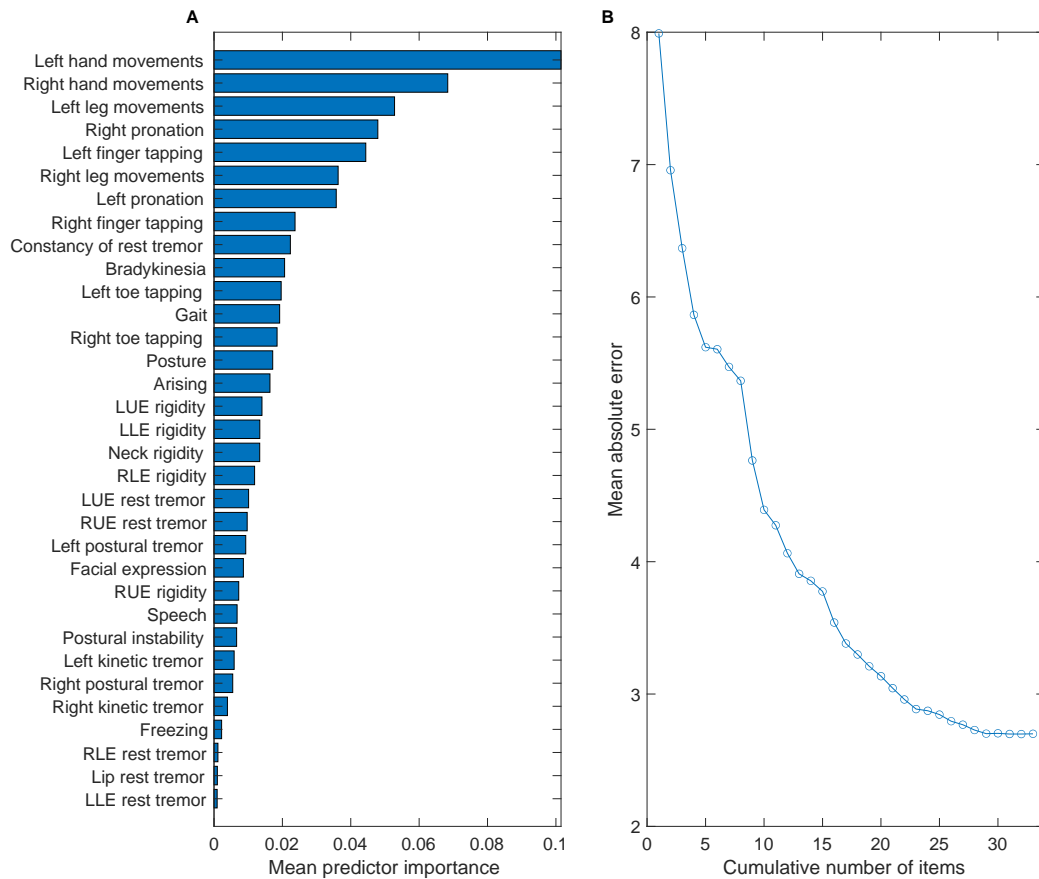 A
Left hand movements
Right hand movements
Left leg movements
Right pronation
Left finger tapping
Right leg movements
Left pronation
Right finger tapping
Constancy of rest tremor
Bradykinesia
Left toe tapping
Gait
Right toe tapping
Posture
Arising
LUE rigidity
LLE rigidity
Neck rigidity
RLE rigidity
LUE rest tremor
RUE rest tremor
Left postural tremor
Facial expression
RUE rigidity
Speech
Postural instability
Left kinetic tremor
Right postural tremor
Right kinetic tremor
Freezing
RLE rest tremor
Lip rest tremor
LLE rest tremor
0 0.02 0.04 0.06 0.08 0.1
Mean predictor importance
B
8
7
6
5
4
3
2
Mean absolute error
0 5 10 15 20 25 30
Cumulative number of items